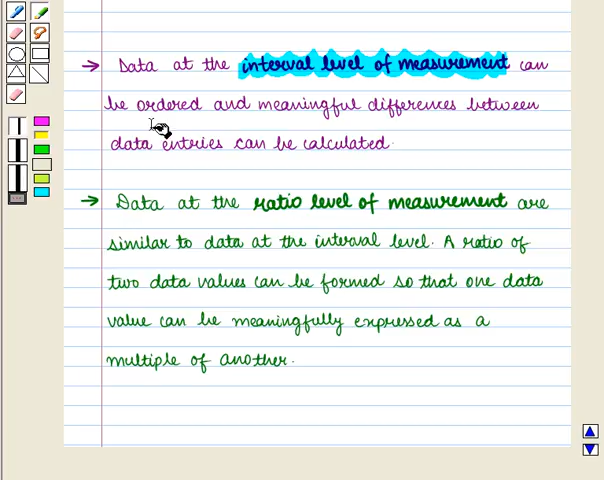 → Data at the interval level of measurement can
be ordered and meaningful differences between
data entries can be calculated.
→ Data at the ratio level of measurement are
similar to data at the interval level. A ratio of
two data values can be formed so that one data
value can be meaningfully expressed as a
multiple of another.